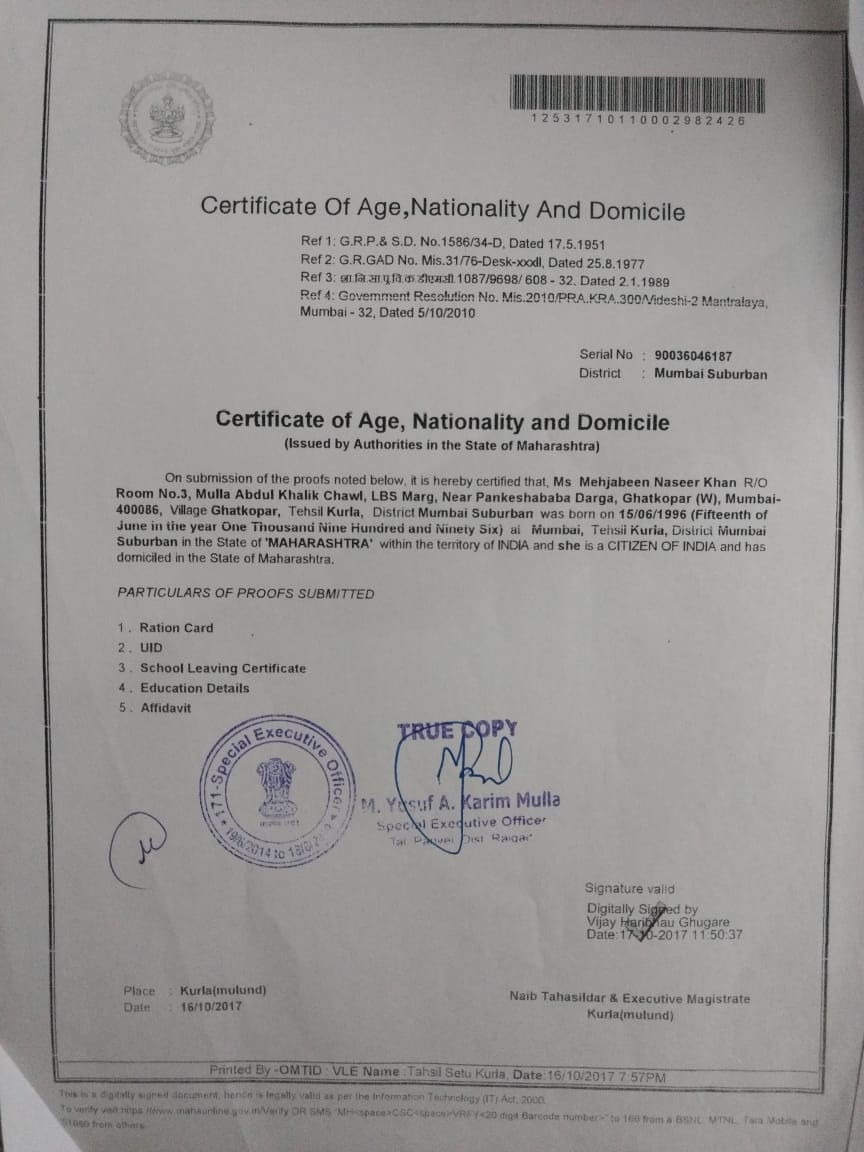 12531710110002982426
Certificate Of Age,Nationality And Domicile
Ref 1: G.R.P.& S.D. No.1586/34-D, Dated 17.5.1951
Ref 2: G.R.GAD No. Mis.31/76-Desk-xxxdl, Dated 25.8.1977
Ref 3: शा.नि.सा.प्र.वि.क.डीएमजी.1087/9698/ 608 - 32. Dated 2.1.1989
Ref 4: Government Resolution No. Mis.2010/PRA.KRA.300/Videshi-2 Mantralaya,
Mumbai - 32, Dated 5/10/2010
Serial No : 90036046187
District : Mumbai Suburban
Certificate of Age, Nationality and Domicile
(Issued by Authorities in the State of Maharashtra)
On submission of the proofs noted below, it is hereby certified that, Ms Mehjabeen Naseer Khan R/O
Room No.3, Mulla Abdul Khalik Chawl, LBS Marg, Near Pankeshababa Darga, Ghatkopar (W), Mumbai-
400086, Village Ghatkopar, Tehsil Kurla, District Mumbai Suburban was born on 15/06/1996 (Fifteenth of
June in the year One Thousand Nine Hundred and Ninety Six) at Mumbai, Tehsil Kurla, District Mumbai
Suburban in the State of 'MAHARASHTRA' within the territory of INDIA and she is a CITIZEN OF INDIA and has
domiciled in the State of Maharashtra.
PARTICULARS OF PROOFS SUBMITTED
1 . Ration Card
2 . UID
3 . School Leaving Certificate
4 . Education Details
5 . Affidavit
171-Special Executive Officer
19/6/2014 to
TRUE COPY
M. Yusuf A. Karim Mulla
Special Executive Officer
Tal Panvel Dist Raigar
Signature valid
Digitally Signed by
Vijay Haribhau Ghugare
Date:17-10-2017 11:50:37
Place : Kurla(mulund)
Date : 16/10/2017
Naib Tahasildar & Executive Magistrate
Kurla(mulund)
Printed By -OMTID : VLE Name :Tahsil Setu Kurla, Date:16/10/2017 7:57PM
This is a digitally signed document, hence is legally valid as per the Information Technology (IT) Act, 2000.
To verify visit https://www.mahaonline.gov.in/Verify OR SMS "MH<space>CSC<space>VRFY<20 digit Barcode number>" to 166 from a BSNL, MTNL, Tata Mobile and
51969 from others.